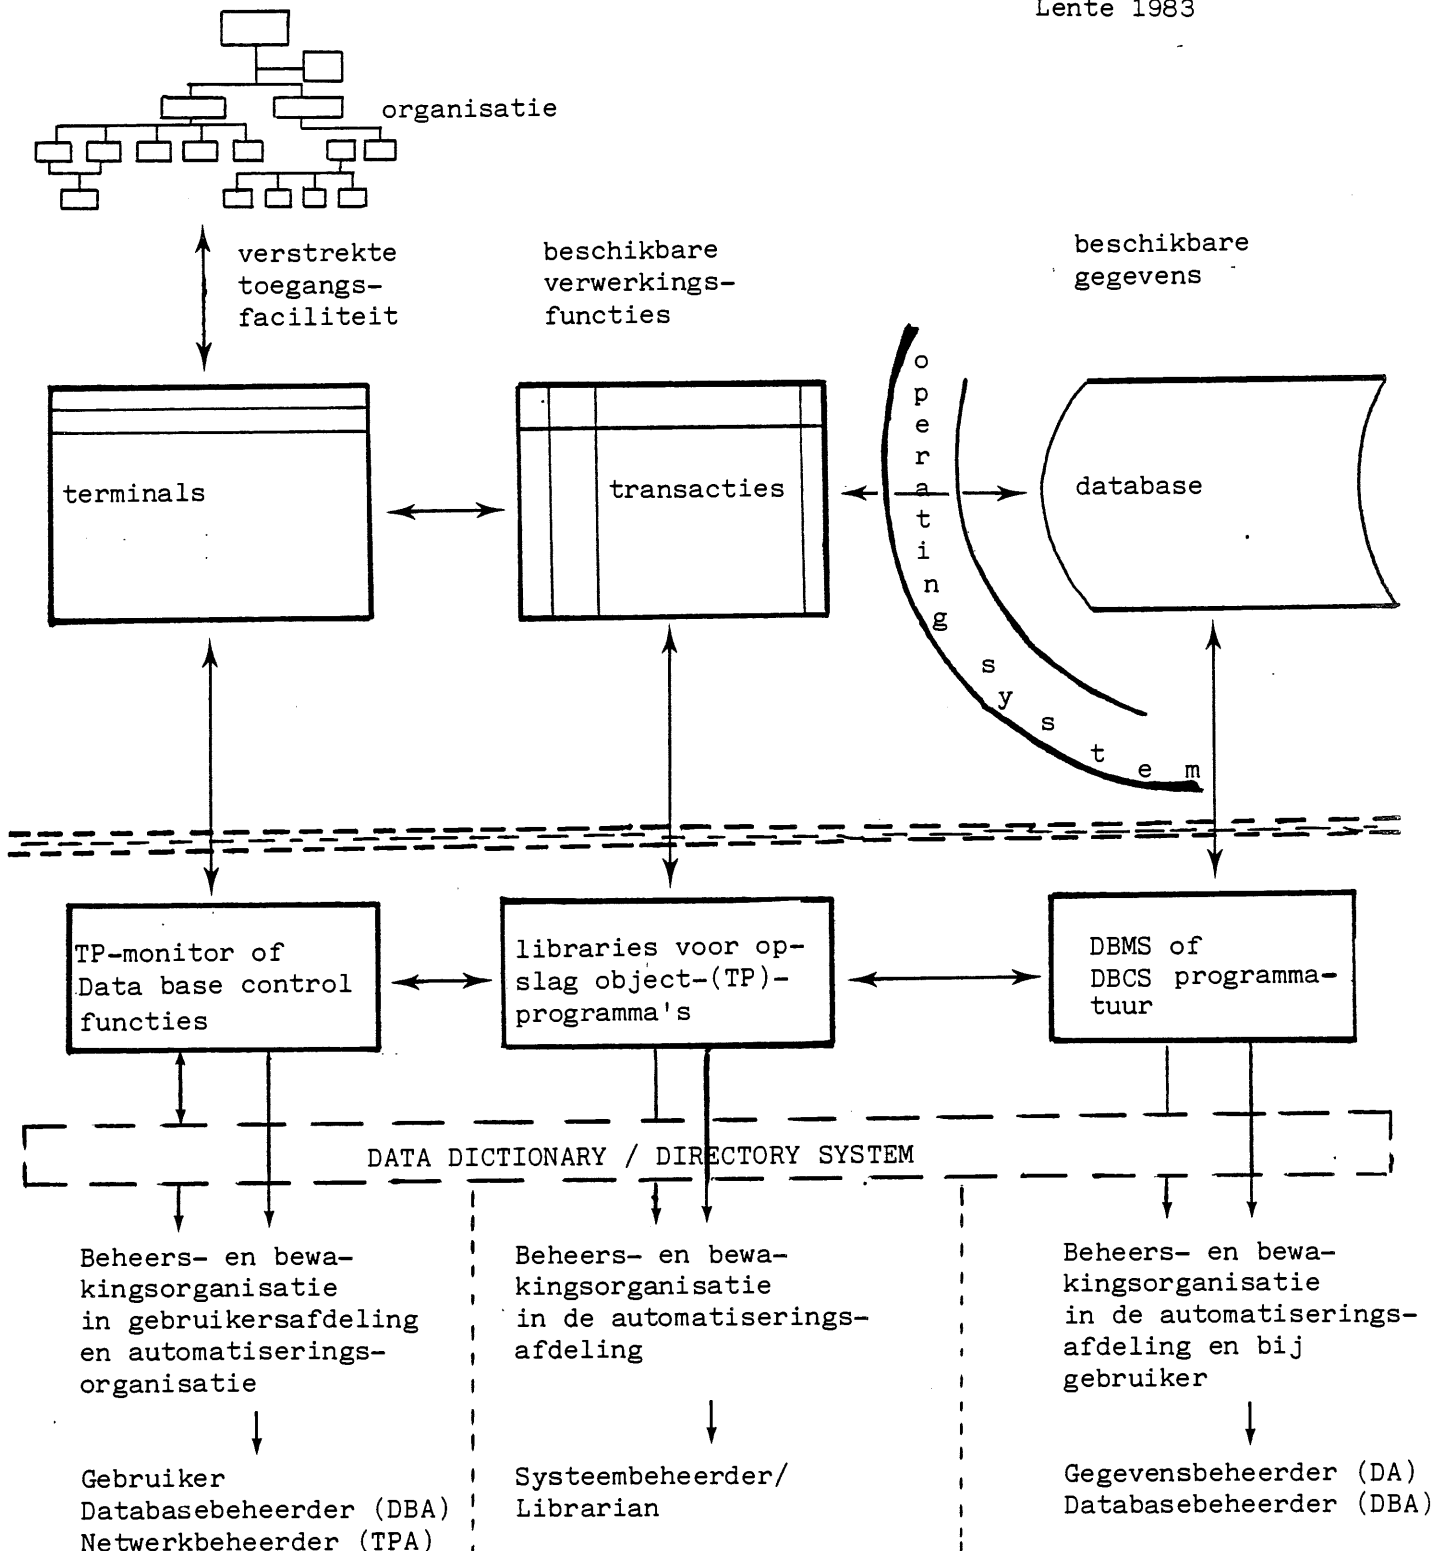 Lente 1983
organisatie
verstrekte
toegangs-
faciliteit
beschikbare
verwerkings-
functies
beschikbare
gegevens
terminals
transacties
operating system
database
TP-monitor of
Data base control
functies
libraries voor op-
slag object-(TP)-
programma's
DBMS of
DBCS programma-
tuur
DATA DICTIONARY / DIRECTORY SYSTEM
Beheers- en bewa-
kingsorganisatie
in gebruikersafdeling
en automatiserings-
organisatie
Beheers- en bewa-
kingsorganisatie
in de automatiserings-
afdeling
Beheers- en bewa-
kingsorganisatie
in de automatiserings-
afdeling en bij
gebruiker
Gebruiker
Databasebeheerder (DBA)
Netwerkbeheerder (TPA)
Systeembeheerder/
Librarian
Gegevensbeheerder (DA)
Databasebeheerder (DBA)